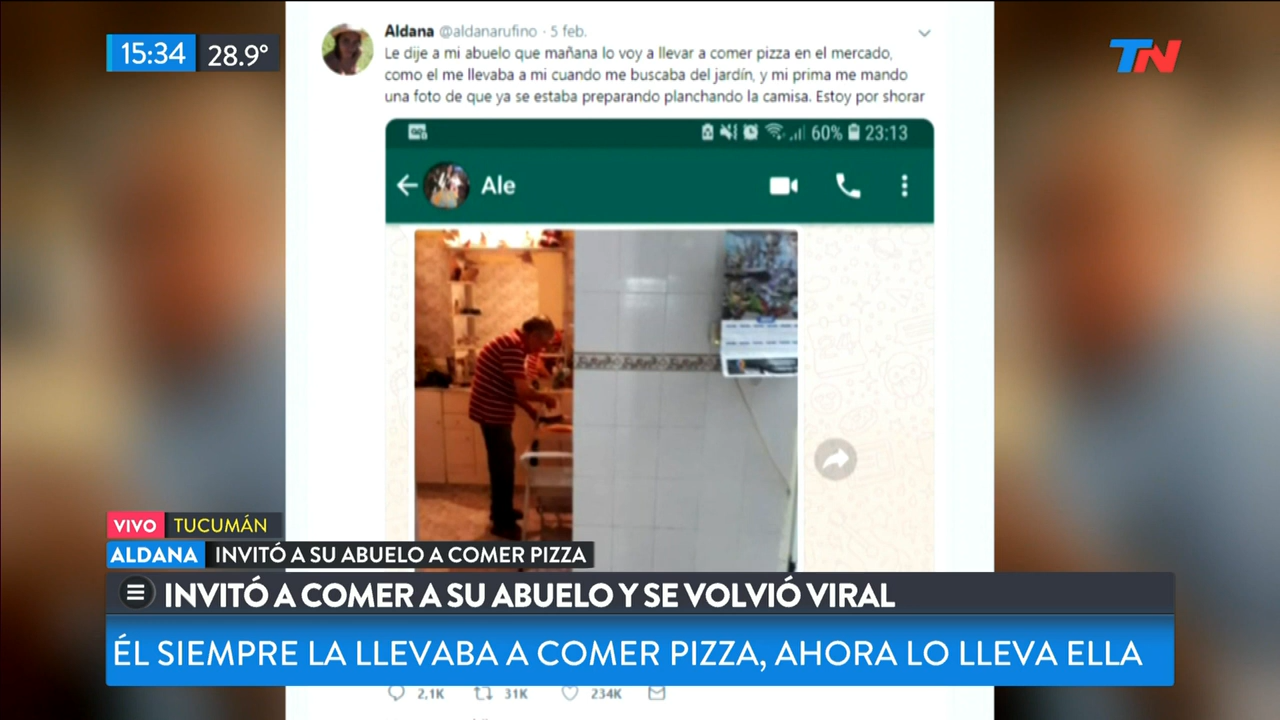 15:34 28.9°
TN
Aldana @aldanarufino · 5 feb.
Le dije a mi abuelo que mañana lo voy a llevar a comer pizza en el mercado,
como el me llevaba a mi cuando me buscaba del jardín, y mi prima me mando
una foto de que ya se estaba preparando planchando la camisa. Estoy por shorar
60% 23:13
Ale
VIVO TUCUMÁN
ALDANA INVITÓ A SU ABUELO A COMER PIZZA
INVITÓ A COMER A SU ABUELO Y SE VOLVIÓ VIRAL
ÉL SIEMPRE LA LLEVABA A COMER PIZZA, AHORA LO LLEVA ELLA
2,1K 31K 234K